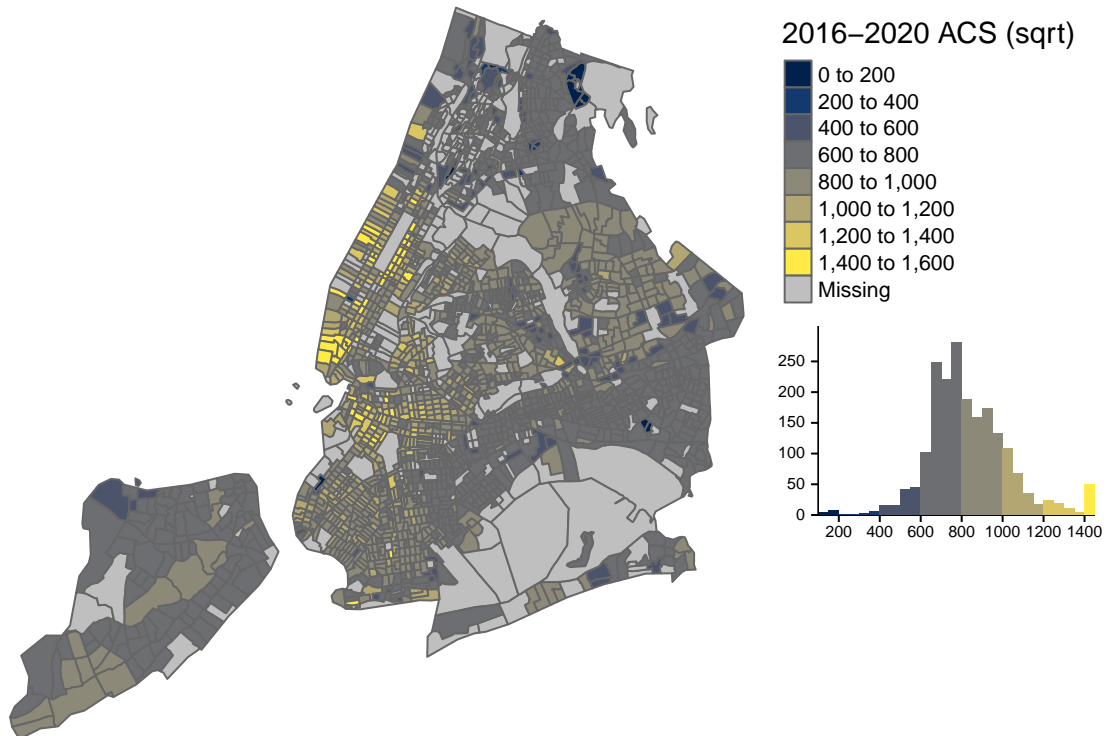 2016–2020 ACS (sqrt)
0 to 200
200 to 400
400 to 600
600 to 800
800 to 1,000
1,000 to 1,200
1,200 to 1,400
1,400 to 1,600
Missing
250
200
150
100
50
0
200 400 600 800 1000 1200 1400